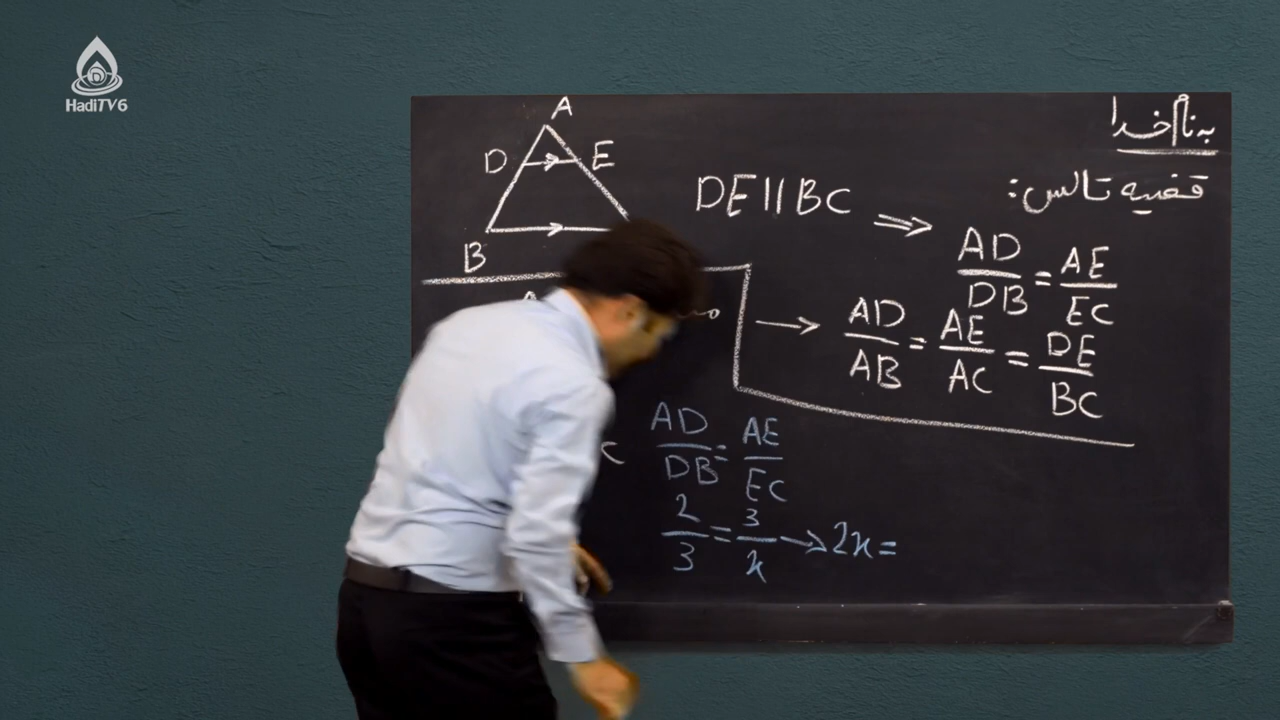 HadiTV6
به نام خدا
قضیه تالس:
A
D E
B
DE || BC ⇒ AD/DB = AE/EC
→ AD/AB = AE/AC = DE/BC
C
AD/DB = AE/EC
2/3 = 3/x → 2x =